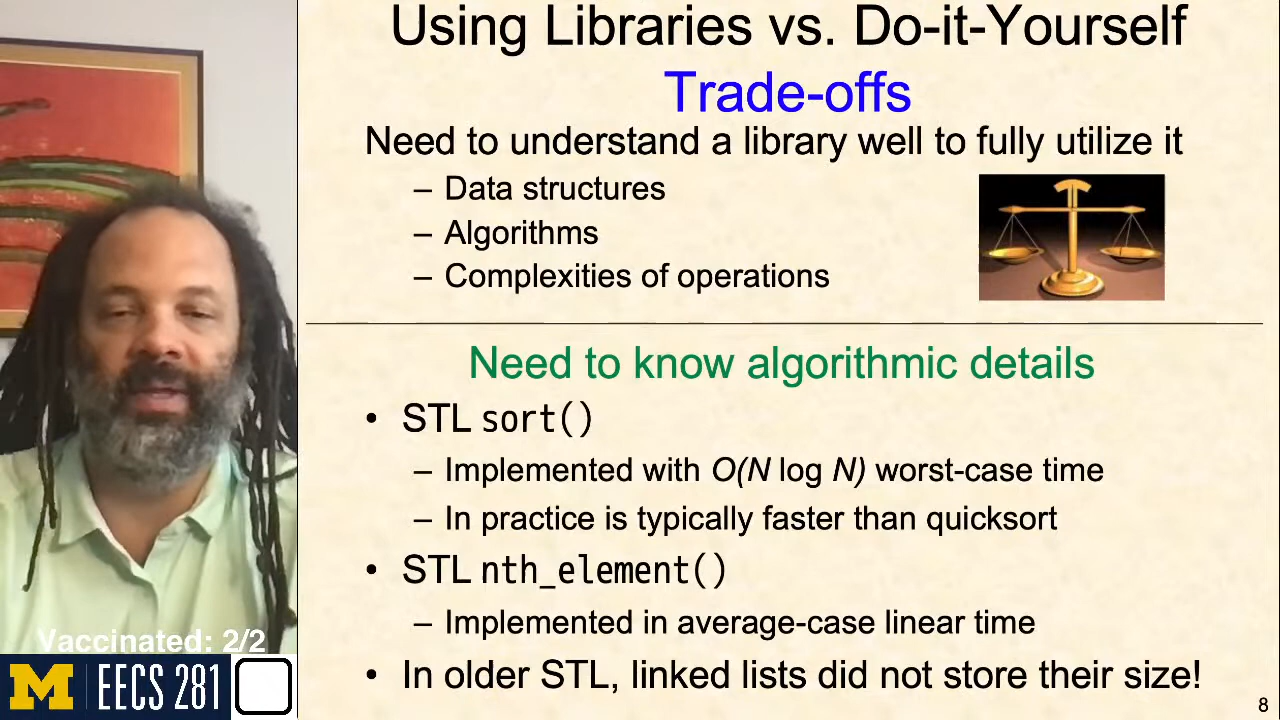 Using Libraries vs. Do-it-Yourself
Trade-offs
Need to understand a library well to fully utilize it
– Data structures
– Algorithms
– Complexities of operations
Need to know algorithmic details
• STL sort()
– Implemented with O(N log N) worst-case time
– In practice is typically faster than quicksort
• STL nth_element()
– Implemented in average-case linear time
• In older STL, linked lists did not store their size!
8
Vaccinated: 2/2
M EECS 281